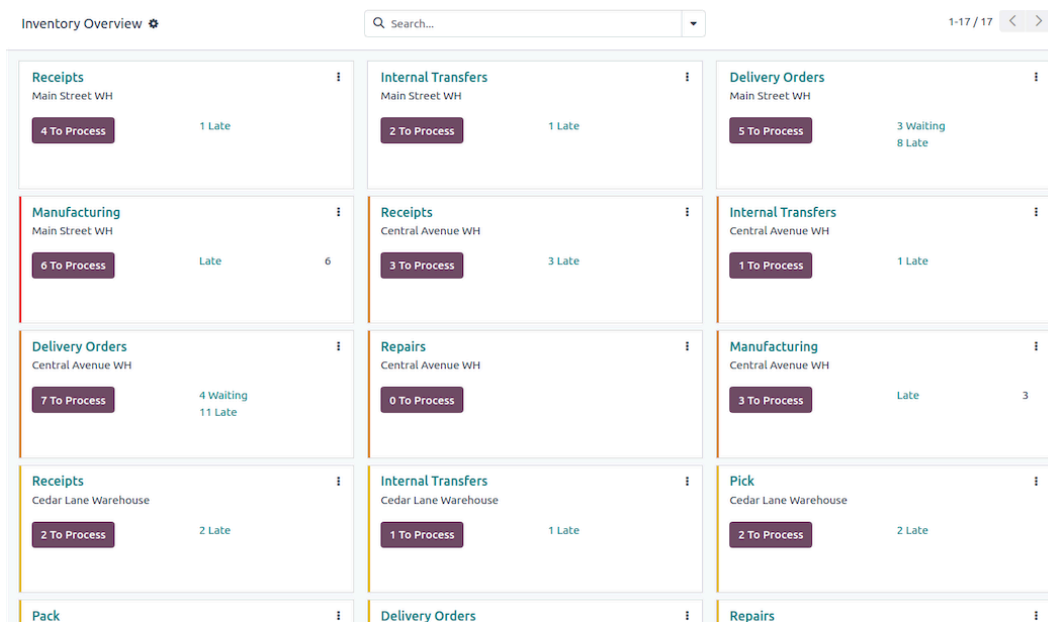 Inventory Overview
Search...
1-17 / 17
Receipts
Main Street WH
4 To Process
1 Late
Internal Transfers
Main Street WH
2 To Process
1 Late
Delivery Orders
Main Street WH
5 To Process
3 Waiting
8 Late
Manufacturing
Main Street WH
6 To Process
Late 6
Receipts
Central Avenue WH
3 To Process
3 Late
Internal Transfers
Central Avenue WH
1 To Process
1 Late
Delivery Orders
Central Avenue WH
7 To Process
4 Waiting
11 Late
Repairs
Central Avenue WH
0 To Process
Manufacturing
Central Avenue WH
3 To Process
Late 3
Receipts
Cedar Lane Warehouse
2 To Process
2 Late
Internal Transfers
Cedar Lane Warehouse
1 To Process
1 Late
Pick
Cedar Lane Warehouse
2 To Process
2 Late
Pack
Delivery Orders
Repairs